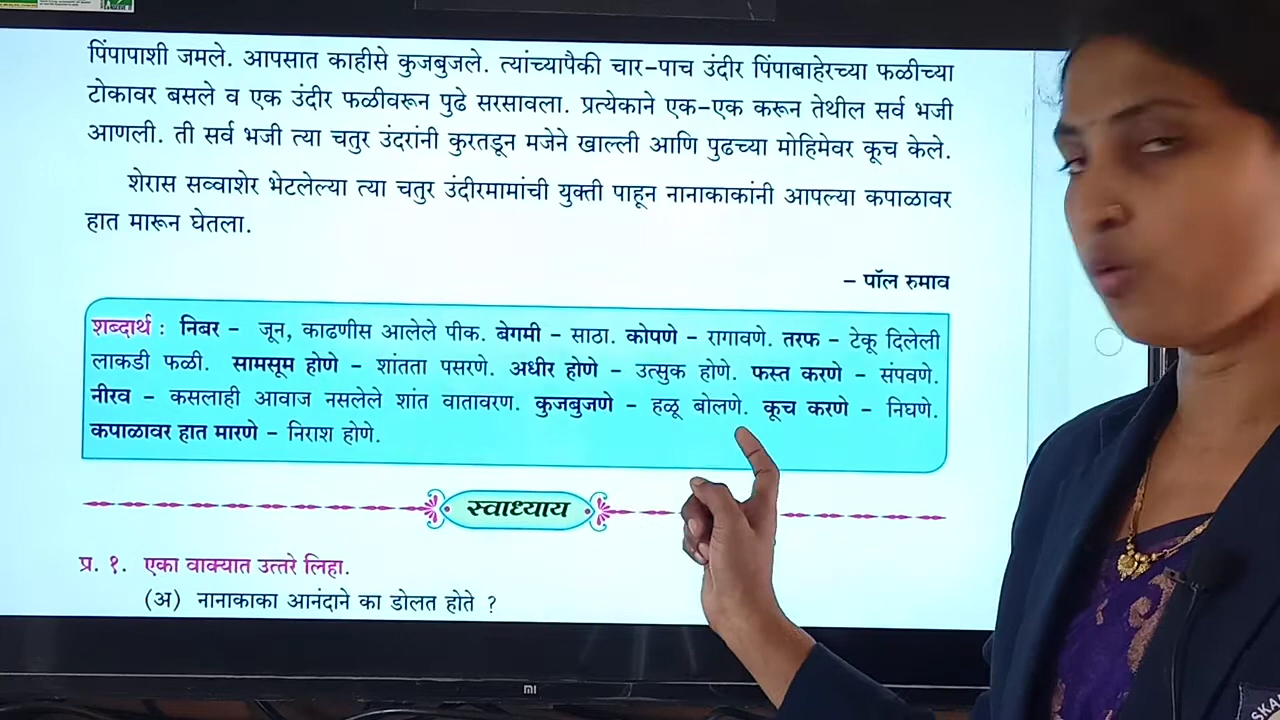 पिंपापाशी जमले. आपसात काहीसे कुजबुजले. त्यांच्यापैकी चार-पाच उंदीर पिंपाबाहेरच्या फळीच्या
टोकावर बसले व एक उंदीर फळीवरून पुढे सरसावला. प्रत्येकाने एक-एक करून तेथील सर्व भजी
आणली. ती सर्व भजी त्या चतुर उंदरांनी कुरतडून मजेने खाल्ली आणि पुढच्या मोहिमेवर कूच केले.
शेरास सव्वाशेर भेटलेल्या त्या चतुर उंदीरमामांची युक्ती पाहून नानाकाकांनी आपल्या कपाळावर
हात मारून घेतला.
– पॉल रुमाव
शब्दार्थ : निबर – जून, काढणीस आलेले पीक. बेगमी – साठा. कोपणे – रागावणे. तरफ – टेकू दिलेली
लाकडी फळी. सामसूम होणे – शांतता पसरणे. अधीर होणे – उत्सुक होणे. फस्त करणे – संपवणे.
नीरव – कसलाही आवाज नसलेले शांत वातावरण. कुजबुजणे – हळू बोलणे. कूच करणे – निघणे.
कपाळावर हात मारणे – निराश होणे.
स्वाध्याय
प्र. १. एका वाक्यात उत्तरे लिहा.
(अ) नानाकाका आनंदाने का डोलत होते ?
mi
SKA